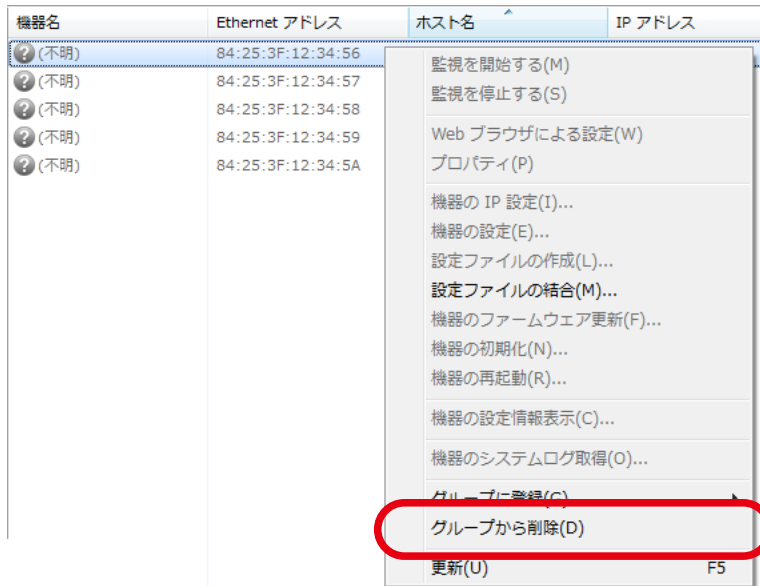 機器名 Ethernet アドレス ホスト名 IP アドレス
(不明) 84:25:3F:12:34:56
(不明) 84:25:3F:12:34:57
(不明) 84:25:3F:12:34:58
(不明) 84:25:3F:12:34:59
(不明) 84:25:3F:12:34:5A
監視を開始する(M)
監視を停止する(S)
Web ブラウザによる設定(W)
プロパティ(P)
機器の IP 設定(I)...
機器の設定(E)...
設定ファイルの作成(L)...
設定ファイルの結合(M)...
機器のファームウェア更新(F)...
機器の初期化(N)...
機器の再起動(R)...
機器の設定情報表示(C)...
機器のシステムログ取得(O)...
グループに登録(G)
グループから削除(D)
更新(U) F5